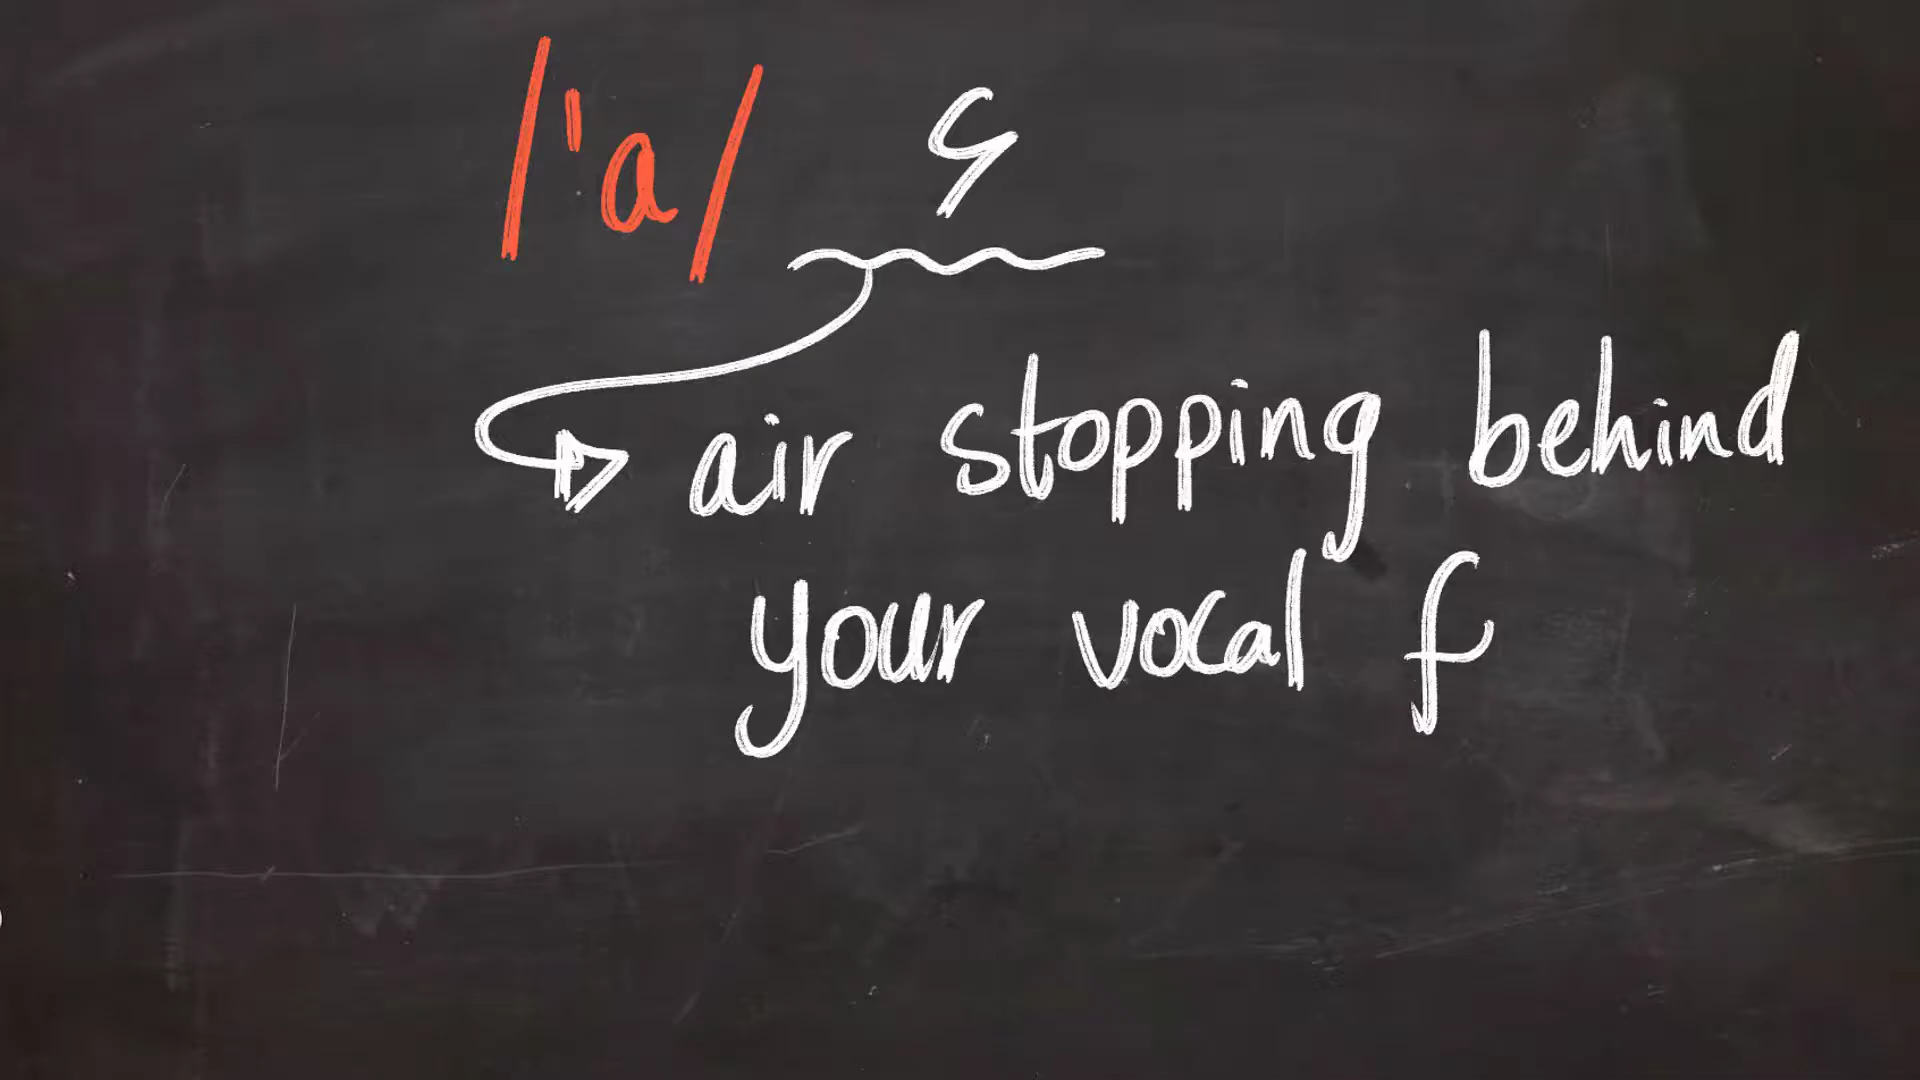 /'a/ ء
air stopping behind
your vocal f